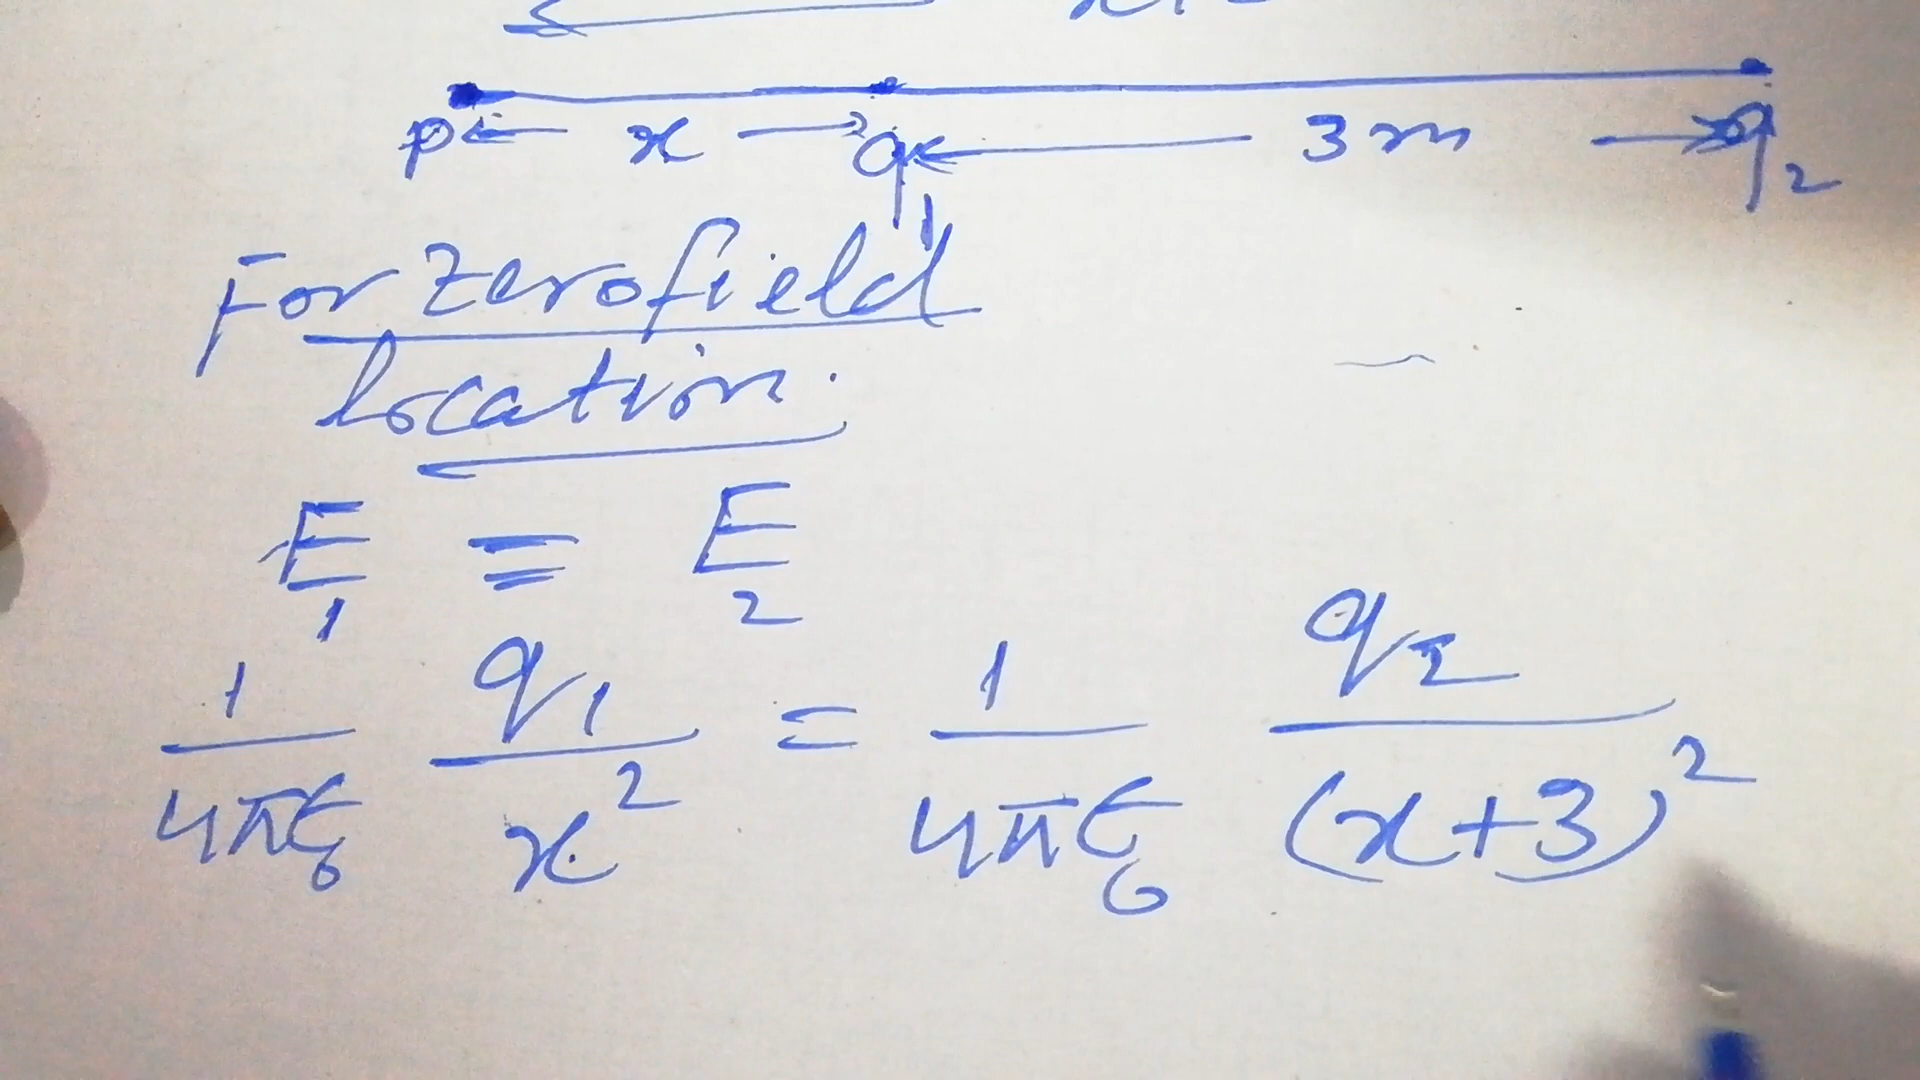 p x q₁ 3m q₂
For zero field
location.
E₁ = E₂
1/4πε₀ q₁/x² = 1/4πε₀ q₂/(x+3)²